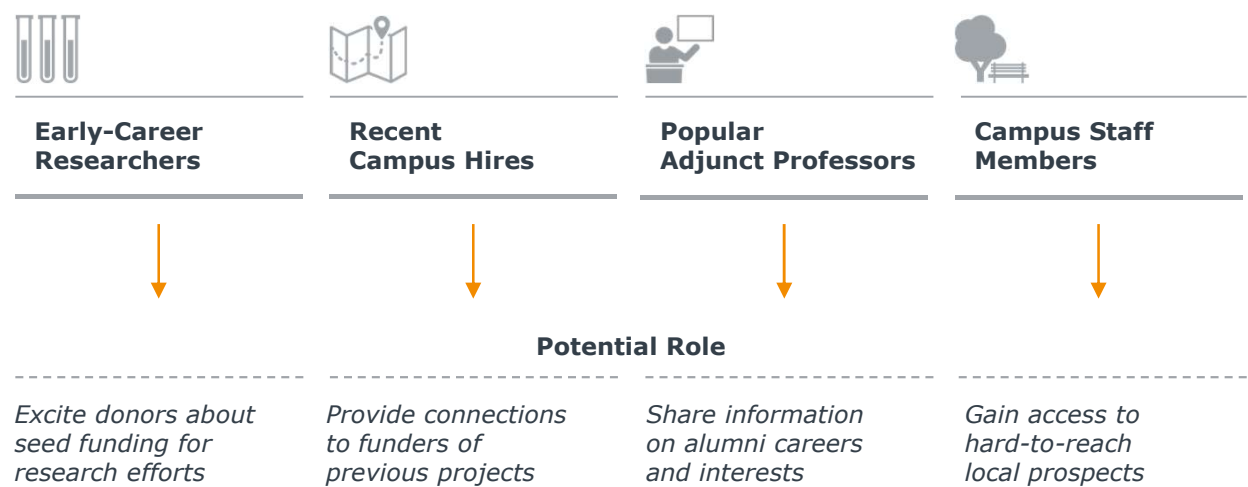 Early-Career
Researchers
Recent
Campus Hires
Popular
Adjunct Professors
Campus Staff
Members
Potential Role
Excite donors about
seed funding for
research efforts
Provide connections
to funders of
previous projects
Share information
on alumni careers
and interests
Gain access to
hard-to-reach
local prospects